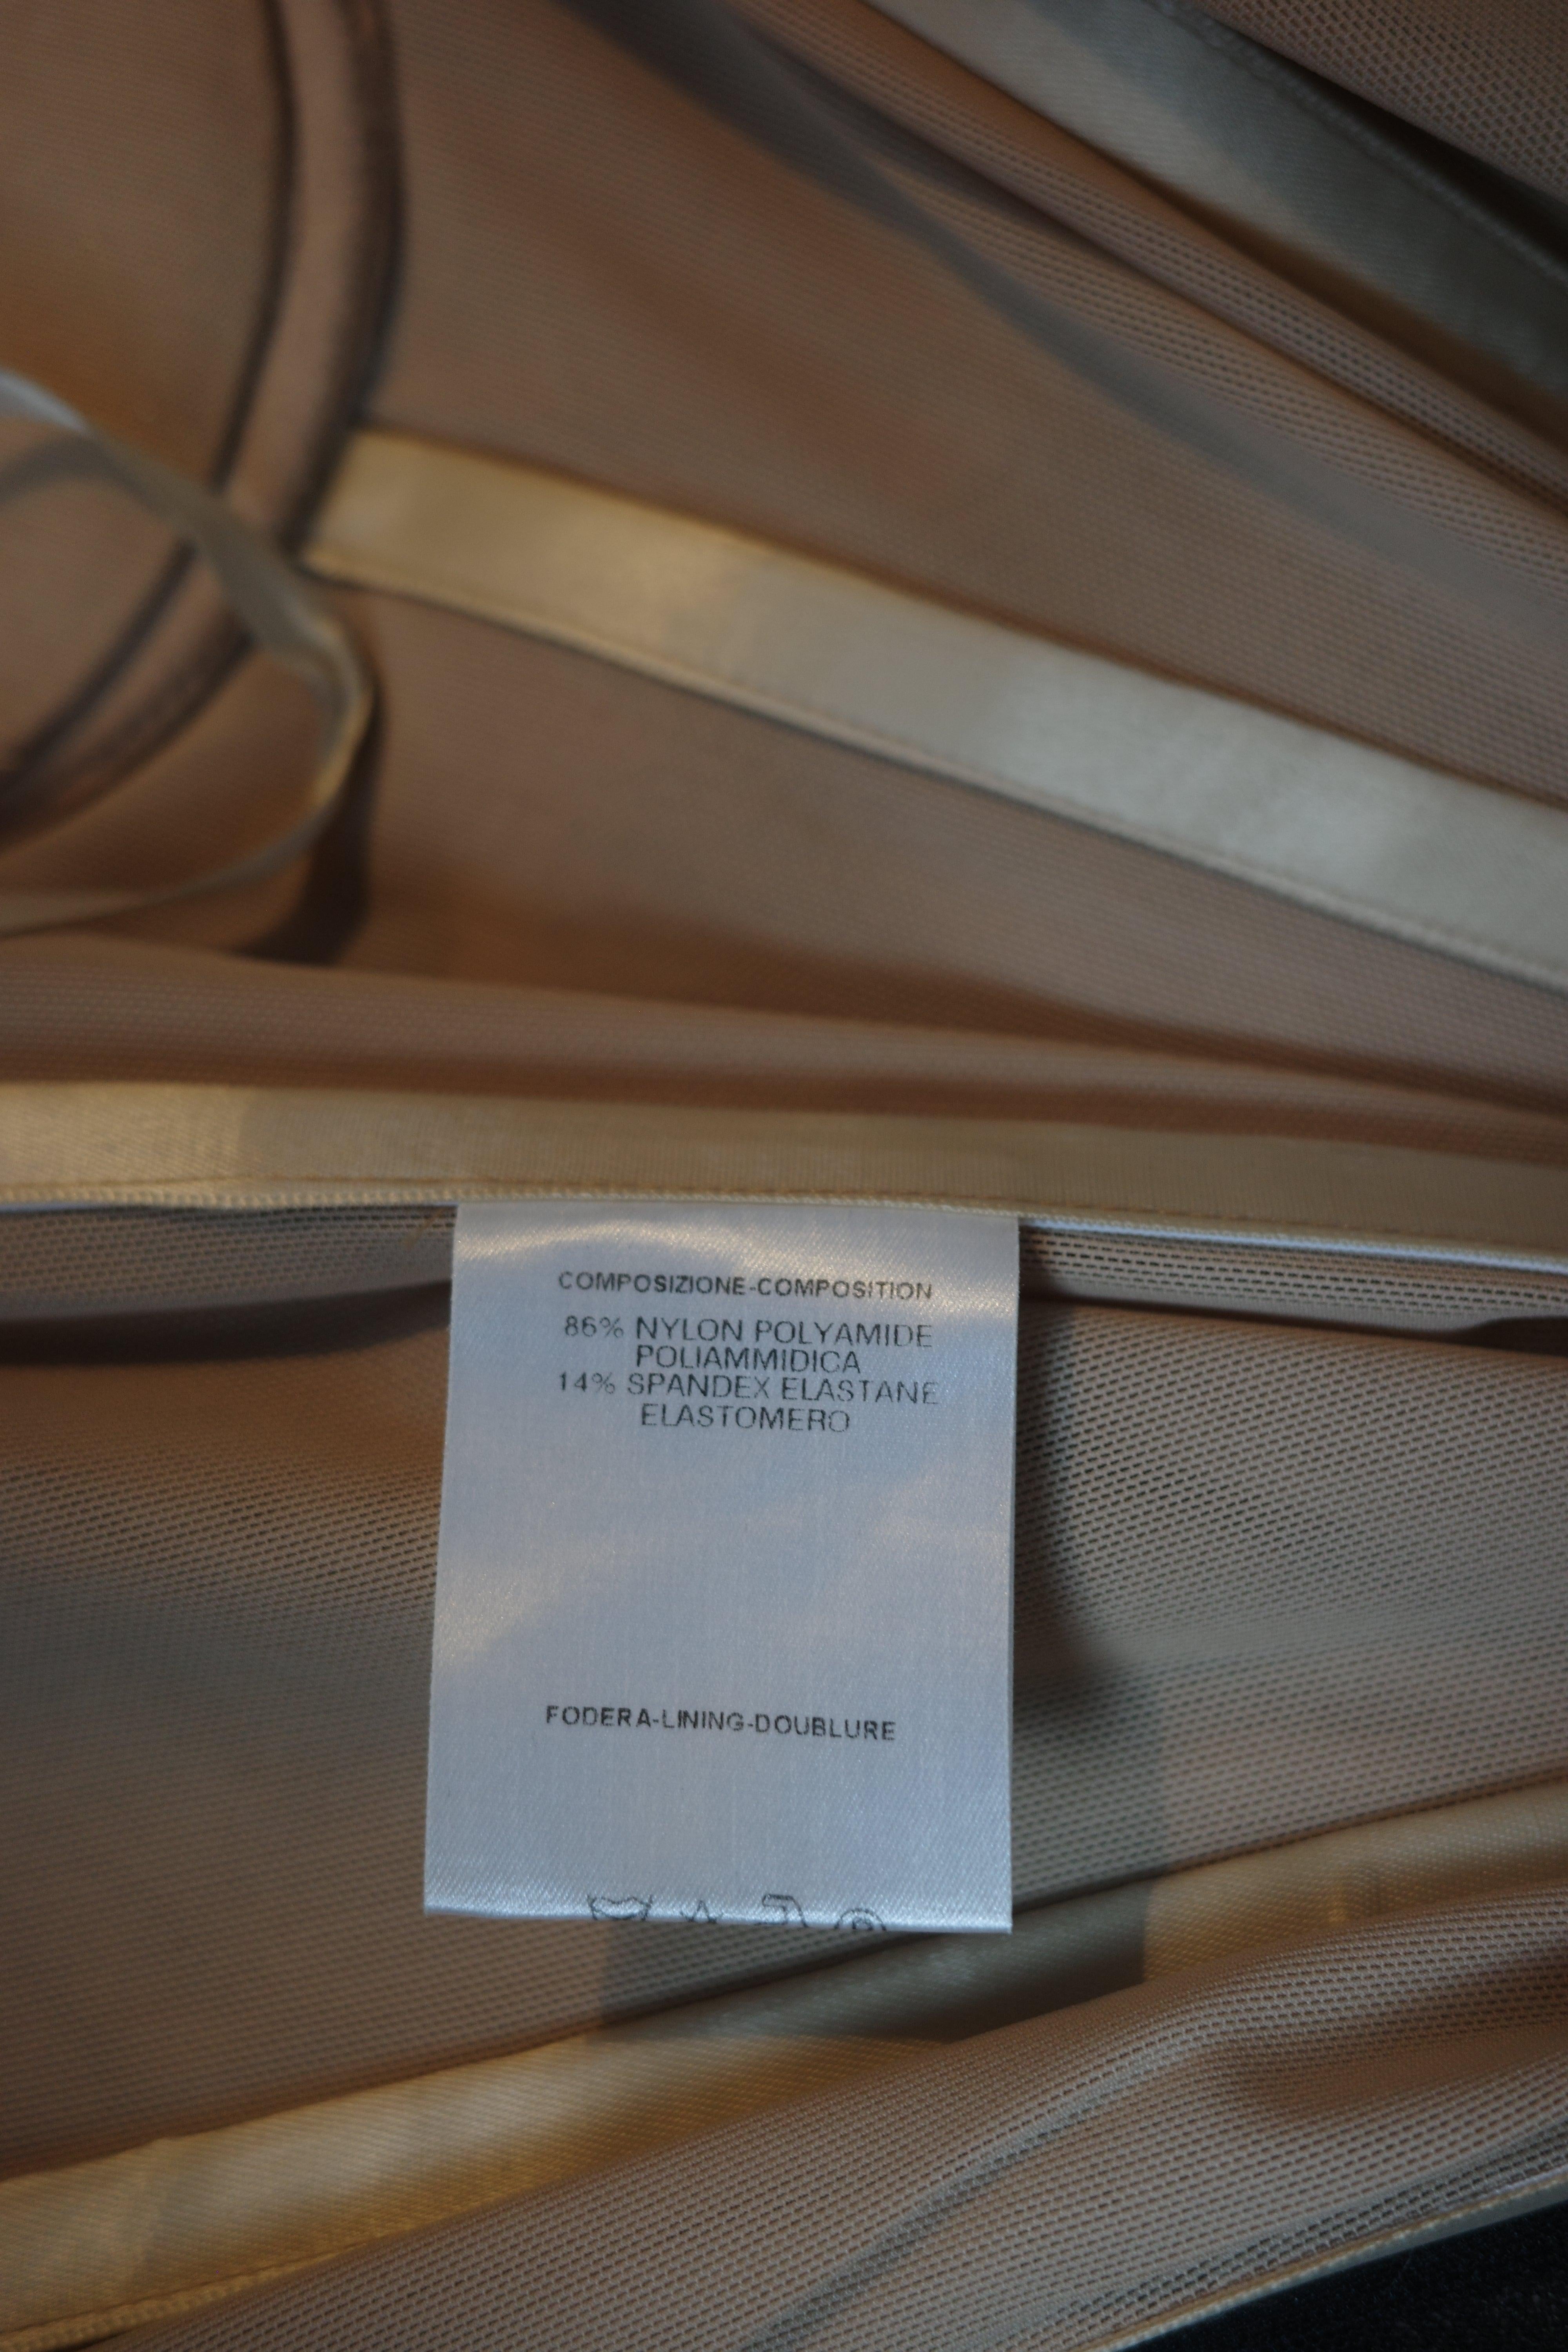 COMPOSIZIONE-COMPOSITION
86% NYLON POLYAMIDE
POLIAMMIDICA
14% SPANDEX ELASTANE
ELASTOMERO
FODERA-LINING-DOUBLURE